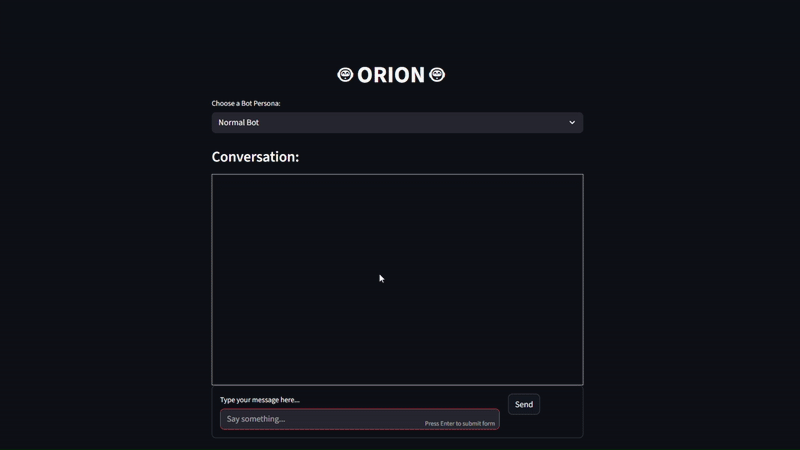 ORION
Choose a Bot Persona:
Normal Bot
Conversation:
Type your message here...
Send
Say something...
Press Enter to submit form